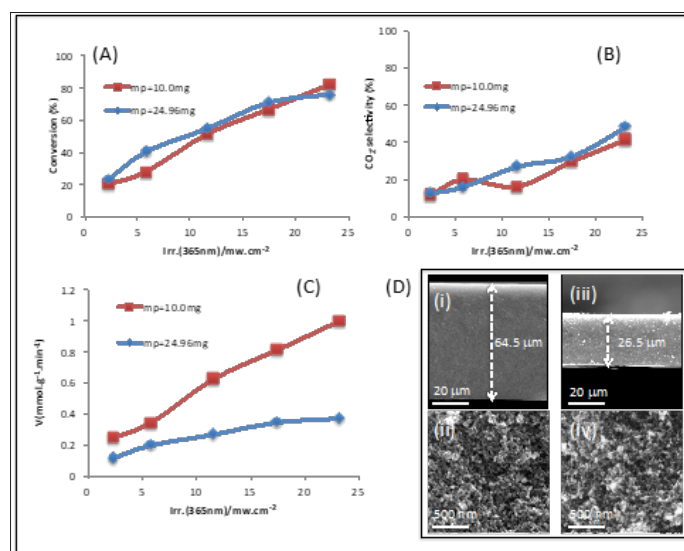 (A)
Conversion (%)
100
80
60
40
20
0
mp=10.0mg
mp=24.96mg
0 5 10 15 20 25
Irr.(365nm)/mw.cm-2
(B)
CO2 selectivity (%)
100
80
60
40
20
0
mp=10.0mg
mp=24.96mg
0 5 10 15 20 25
Irr.(365nm)/mw.cm-2
(C)
V(mmol.g-1.min-1)
1.2
1
0.8
0.6
0.4
0.2
0
mp=10.0mg
mp=24.96mg
0 5 10 15 20 25
Irr.(365nm)/mw.cm-2
(D)
(i)
64.5 µm
20 µm
(iii)
26.5 µm
20 µm
(ii)
500 nm
(iv)
500 nm